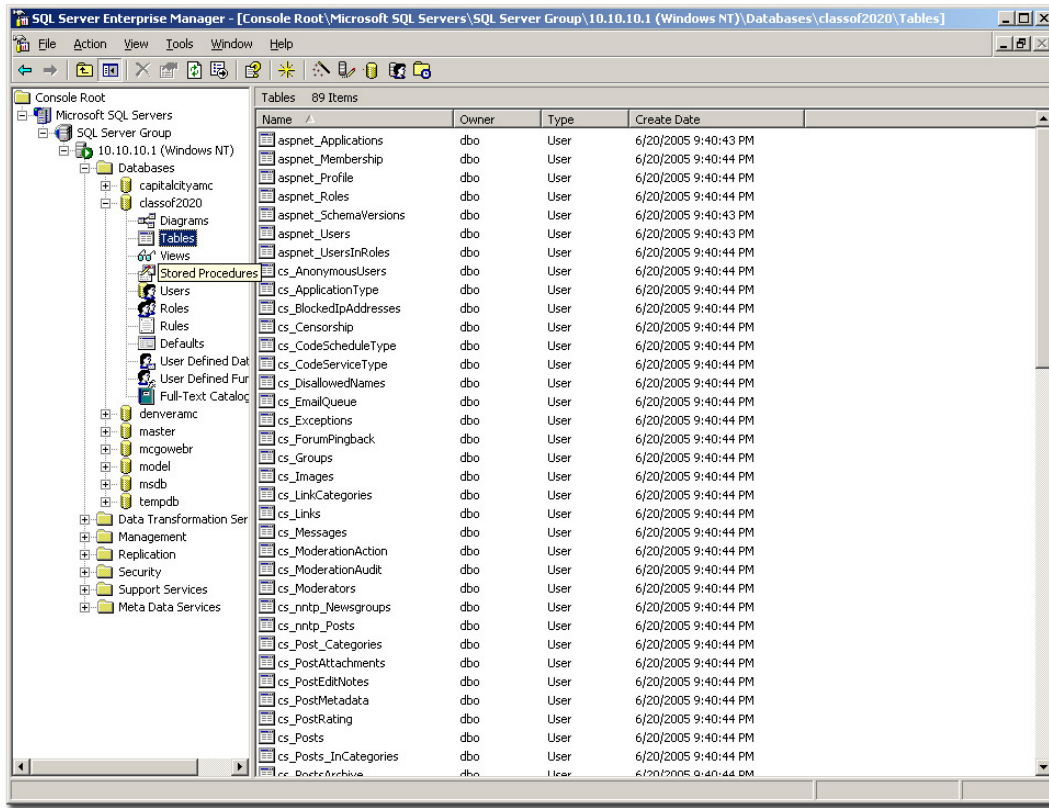 SQL Server Enterprise Manager - [Console Root\Microsoft SQL Servers\SQL Server Group\10.10.10.1 (Windows NT)\Databases\classof2020\Tables]
File Action View Tools Window Help
Console Root
Microsoft SQL Servers
SQL Server Group
10.10.10.1 (Windows NT)
Databases
capitalcityamc
classof2020
Diagrams
Tables
Views
Stored Procedures
Users
Roles
Rules
Defaults
User Defined Dat
User Defined Fur
Full-Text Catalog
denveramc
master
mcgowebr
model
msdb
tempdb
Data Transformation Ser
Management
Replication
Security
Support Services
Meta Data Services
Tables 89 Items
Name Owner Type Create Date
aspnet_Applications dbo User 6/20/2005 9:40:43 PM
aspnet_Membership dbo User 6/20/2005 9:40:44 PM
aspnet_Profile dbo User 6/20/2005 9:40:44 PM
aspnet_Roles dbo User 6/20/2005 9:40:44 PM
aspnet_SchemaVersions dbo User 6/20/2005 9:40:43 PM
aspnet_Users dbo User 6/20/2005 9:40:43 PM
aspnet_UsersInRoles dbo User 6/20/2005 9:40:44 PM
cs_AnonymousUsers dbo User 6/20/2005 9:40:44 PM
cs_ApplicationType dbo User 6/20/2005 9:40:44 PM
cs_BlockedIpAddresses dbo User 6/20/2005 9:40:44 PM
cs_Censorship dbo User 6/20/2005 9:40:44 PM
cs_CodeScheduleType dbo User 6/20/2005 9:40:44 PM
cs_CodeServiceType dbo User 6/20/2005 9:40:44 PM
cs_DisallowedNames dbo User 6/20/2005 9:40:44 PM
cs_EmailQueue dbo User 6/20/2005 9:40:44 PM
cs_Exceptions dbo User 6/20/2005 9:40:44 PM
cs_ForumPingback dbo User 6/20/2005 9:40:44 PM
cs_Groups dbo User 6/20/2005 9:40:44 PM
cs_Images dbo User 6/20/2005 9:40:44 PM
cs_LinkCategories dbo User 6/20/2005 9:40:44 PM
cs_Links dbo User 6/20/2005 9:40:44 PM
cs_Messages dbo User 6/20/2005 9:40:44 PM
cs_ModerationAction dbo User 6/20/2005 9:40:44 PM
cs_ModerationAudit dbo User 6/20/2005 9:40:44 PM
cs_Moderators dbo User 6/20/2005 9:40:44 PM
cs_nntp_Newsgroups dbo User 6/20/2005 9:40:44 PM
cs_nntp_Posts dbo User 6/20/2005 9:40:44 PM
cs_Post_Categories dbo User 6/20/2005 9:40:44 PM
cs_PostAttachments dbo User 6/20/2005 9:40:44 PM
cs_PostEditNotes dbo User 6/20/2005 9:40:44 PM
cs_PostMetadata dbo User 6/20/2005 9:40:44 PM
cs_PostRating dbo User 6/20/2005 9:40:44 PM
cs_Posts dbo User 6/20/2005 9:40:44 PM
cs_Posts_InCategories dbo User 6/20/2005 9:40:44 PM
cs_PostsArchive dbo User 6/20/2005 9:40:44 PM